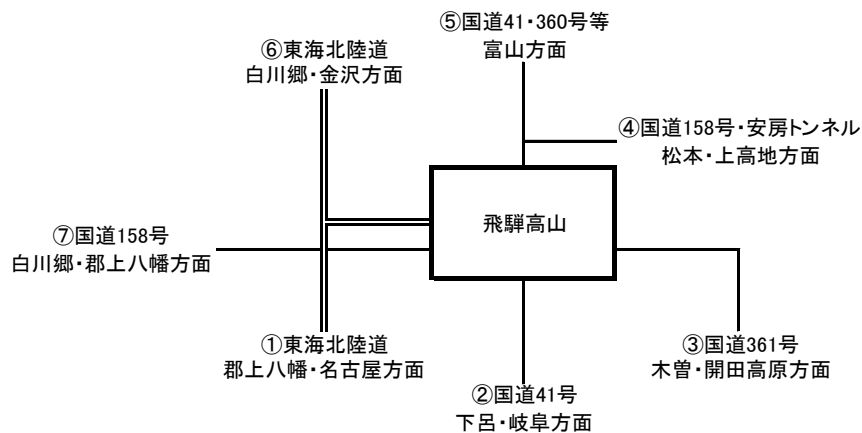 ⑤国道41・360号等
富山方面
⑥東海北陸道
白川郷・金沢方面
④国道158号・安房トンネル
松本・上高地方面
飛騨高山
⑦国道158号
白川郷・郡上八幡方面
①東海北陸道
郡上八幡・名古屋方面
③国道361号
木曽・開田高原方面
②国道41号
下呂・岐阜方面